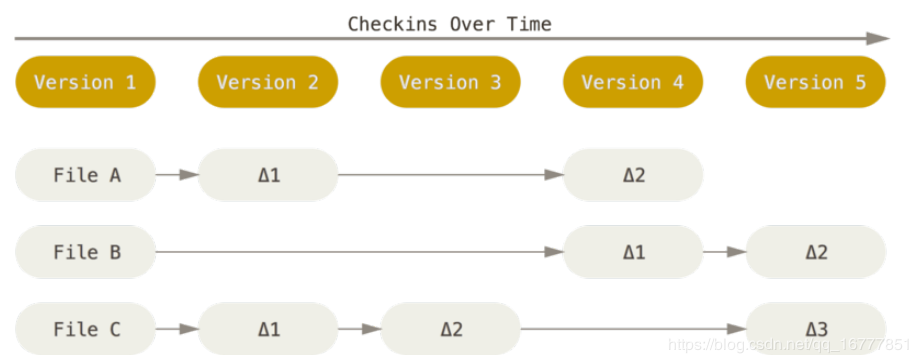 Checkins Over Time
Version 1 Version 2 Version 3 Version 4 Version 5
File A Δ1 Δ2
File B Δ1 Δ2
File C Δ1 Δ2 Δ3
https://blog.csdn.net/qq_16777851